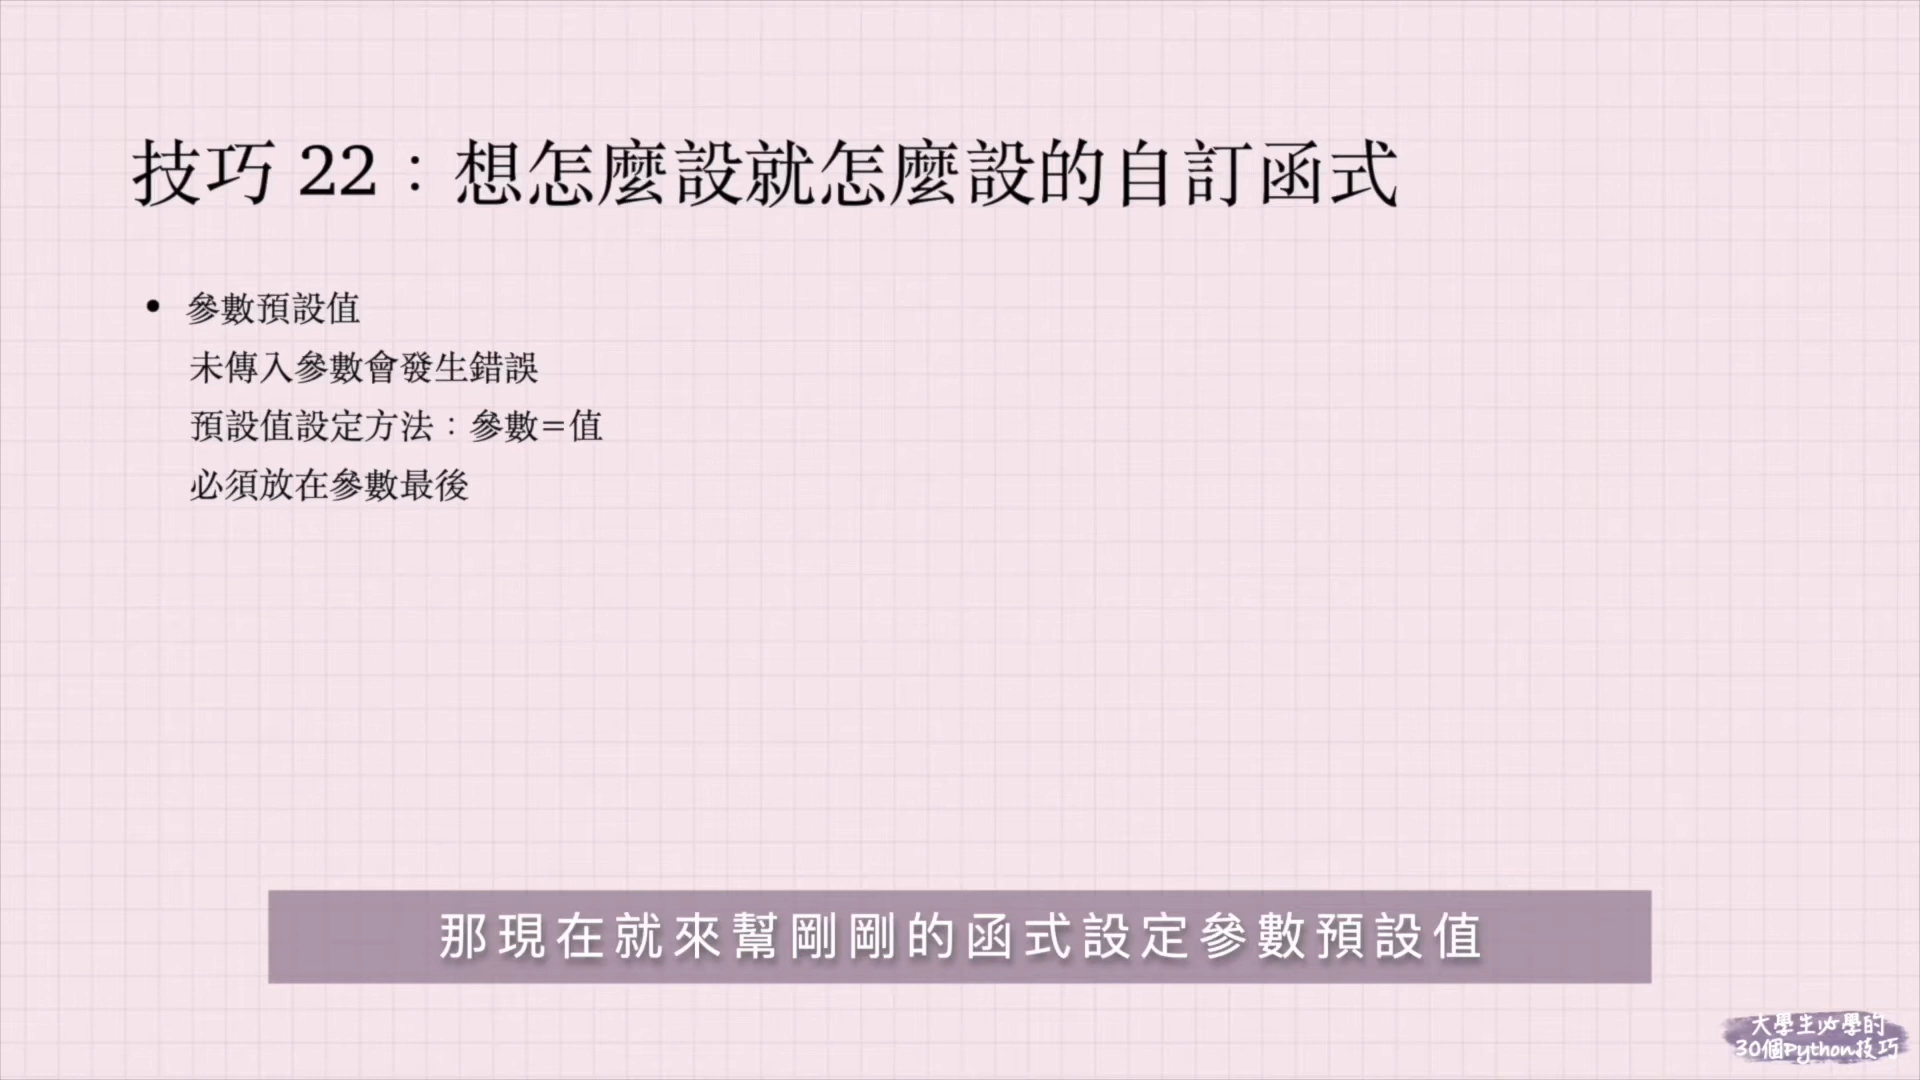 技巧 22：想怎麼設就怎麼設的自訂函式
• 參數預設值
未傳入參數會發生錯誤
預設值設定方法：參數=值
必須放在參數最後
那現在就來幫剛剛的函式設定參數預設值
大學生必學的
30個Python技巧